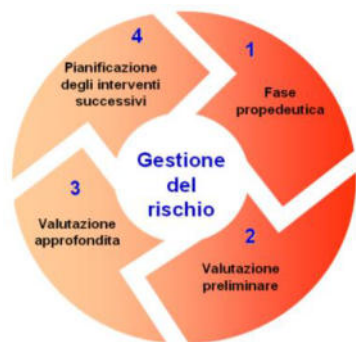 4
Pianificazione
degli interventi
successivi
1
Fase
propedeutica
Gestione
del
rischio
3
Valutazione
approfondita
2
Valutazione
preliminare